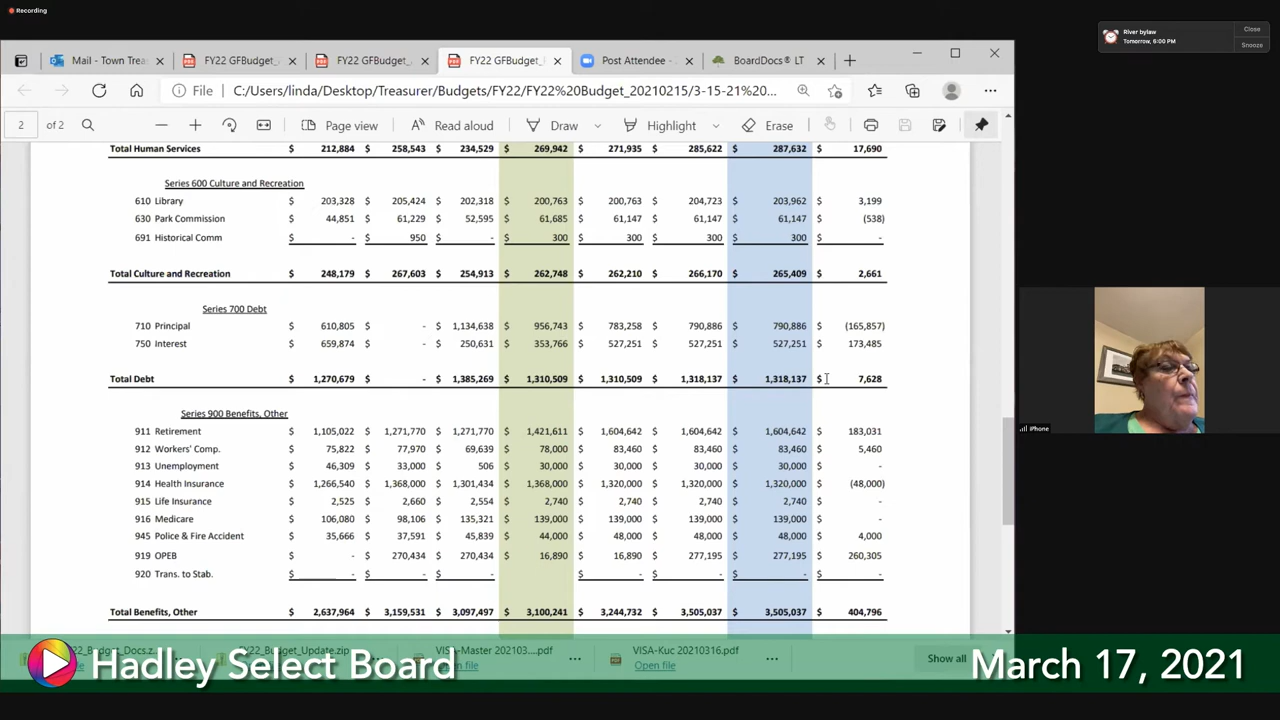 Recording
River bylaw
Tomorrow, 6:00 PM
Close
Snooze
Mail - Town Trea
FY22 GFBudget_
FY22 GFBudget_
FY22 GFBudget_
Post Attendee -
BoardDocs® LT
File C:/Users/linda/Desktop/Treasurer/Budgets/FY22/FY22%20Budget_20210215/3-15-21%20...
2 of 2 Page view Read aloud Draw Highlight Erase
Total Human Services $ 212,884 $ 258,543 $ 234,529 $ 269,942 $ 271,935 $ 285,622 $ 287,632 $ 17,690
Series 600 Culture and Recreation
610 Library 203,328 205,424 202,318 200,763 200,763 204,723 203,962 3,199
630 Park Commission 44,851 61,229 52,595 61,685 61,147 61,147 61,147 (538)
691 Historical Comm $ - $ 950 $ - $ 300 $ 300 $ 300 $ 300 $ -
Total Culture and Recreation $ 248,179 $ 267,603 $ 254,913 $ 262,748 $ 262,210 $ 266,170 $ 265,409 $ 2,661
Series 700 Debt
710 Principal $ 610,805 $ - $ 1,134,638 $ 956,743 $ 783,258 $ 790,886 $ 790,886 $ (165,857)
750 Interest $ 659,874 $ - $ 250,631 $ 353,766 $ 527,251 $ 527,251 $ 527,251 $ 173,485
Total Debt $ 1,270,679 $ - $ 1,385,269 $ 1,310,509 $ 1,310,509 $ 1,318,137 $ 1,318,137 $ 7,628
Series 900 Benefits, Other
911 Retirement $ 1,105,022 $ 1,271,770 $ 1,271,770 $ 1,421,611 $ 1,604,642 $ 1,604,642 $ 1,604,642 $ 183,031
912 Workers' Comp. $ 75,822 $ 77,970 $ 69,639 $ 78,000 $ 83,460 $ 83,460 $ 83,460 $ 5,460
913 Unemployment $ 46,309 $ 33,000 $ 506 $ 30,000 $ 30,000 $ 30,000 $ 30,000 $ -
914 Health Insurance $ 1,266,540 $ 1,368,000 $ 1,301,434 $ 1,368,000 $ 1,320,000 $ 1,320,000 $ 1,320,000 $ (48,000)
915 Life Insurance $ 2,525 $ 2,660 $ 2,554 $ 2,740 $ 2,740 $ 2,740 $ 2,740 $ -
916 Medicare $ 106,080 $ 98,106 $ 135,321 $ 139,000 $ 139,000 $ 139,000 $ 139,000 $ -
945 Police & Fire Accident $ 35,666 $ 37,591 $ 45,839 $ 44,000 $ 48,000 $ 48,000 $ 48,000 $ 4,000
919 OPEB $ - $ 270,434 $ 270,434 $ 16,890 $ 16,890 $ 277,195 $ 277,195 $ 260,305
920 Trans. to Stab. $ - $ - $ - $ - $ - $ - $ -
Total Benefits, Other $ 2,637,964 $ 3,159,531 $ 3,097,497 $ 3,100,241 $ 3,244,732 $ 3,505,037 $ 3,505,037 $ 404,796
iPhone
_Budget_Docs.z
_Budget_Update.zip
VISA-Master 202103....pdf
Open file
VISA-Kuc 20210316.pdf
Open file
Show all
Hadley Select Board
March 17, 2021